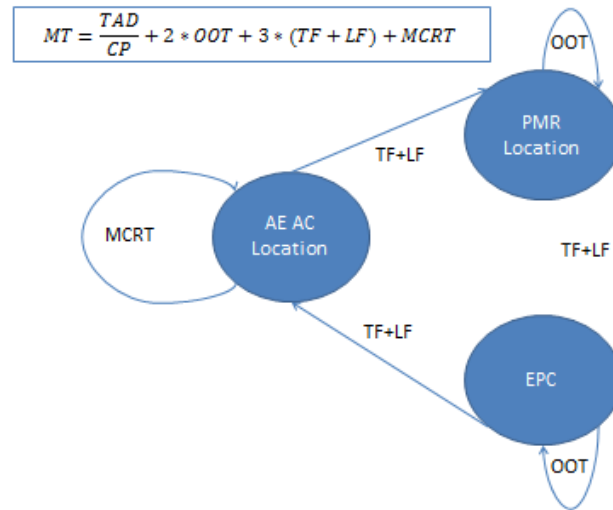 MT = TAD/CP + 2 * OOT + 3 * (TF + LF) + MCRT
OOT
PMR
Location
TF+LF
AE AC
Location
MCRT
TF+LF
TF+LF
EPC
OOT